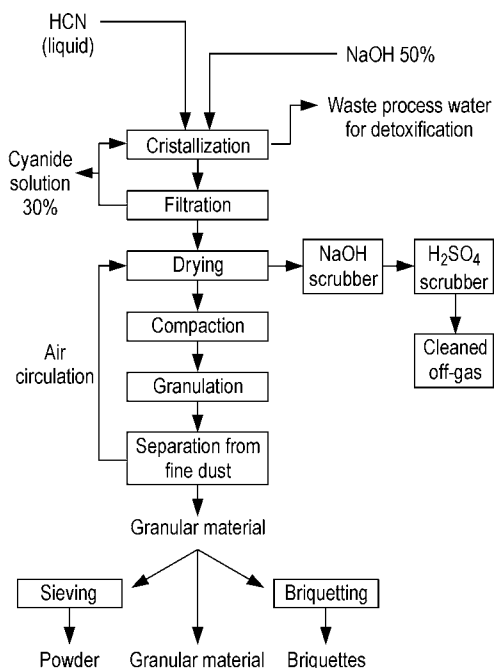 HCN
(liquid)
NaOH 50%
Waste process water
for detoxification
Cristallization
Cyanide
solution
30%
Filtration
Drying
NaOH
scrubber
H₂SO₄
scrubber
Compaction
Cleaned
off-gas
Air
circulation
Granulation
Separation from
fine dust
Granular material
Sieving
Briquetting
Powder
Granular material
Briquettes